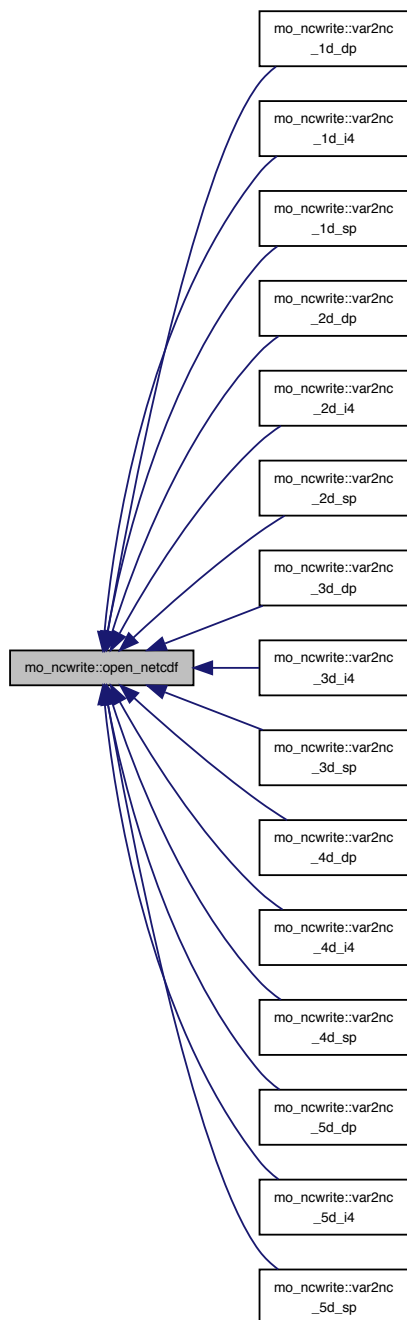 mo_ncwrite::var2nc
_1d_dp
mo_ncwrite::var2nc
_1d_i4
mo_ncwrite::var2nc
_1d_sp
mo_ncwrite::var2nc
_2d_dp
mo_ncwrite::var2nc
_2d_i4
mo_ncwrite::var2nc
_2d_sp
mo_ncwrite::var2nc
_3d_dp
mo_ncwrite::open_netcdf
mo_ncwrite::var2nc
_3d_i4
mo_ncwrite::var2nc
_3d_sp
mo_ncwrite::var2nc
_4d_dp
mo_ncwrite::var2nc
_4d_i4
mo_ncwrite::var2nc
_4d_sp
mo_ncwrite::var2nc
_5d_dp
mo_ncwrite::var2nc
_5d_i4
mo_ncwrite::var2nc
_5d_sp